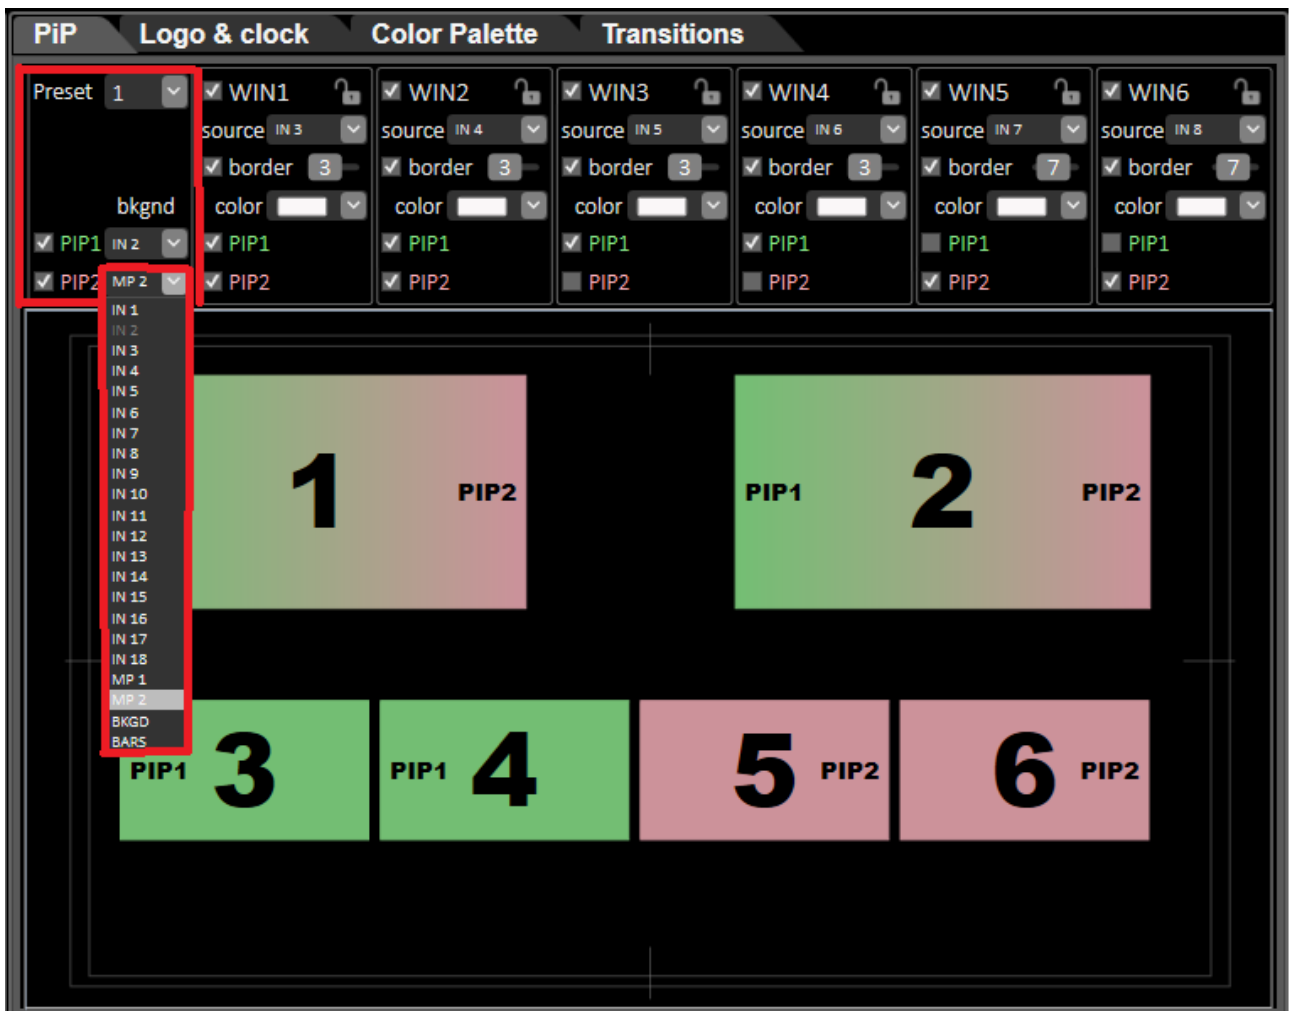 PiP Logo & clock Color Palette Transitions
Preset 1 WIN1 WIN2 WIN3 WIN4 WIN5 WIN6
source IN 3 source IN 4 source IN 5 source IN 6 source IN 7 source IN 8
border 3 border 3 border 3 border 3 border 7 border 7
bkgnd color color color color color color
PIP1 IN 2 PIP1 PIP1 PIP1 PIP1 PIP1 PIP1
PIP2 MP 2 PIP2 PIP2 PIP2 PIP2 PIP2 PIP2
IN 1
IN 2
IN 3
IN 4
IN 5
IN 6
IN 7
IN 8
IN 9
IN 10
IN 11
IN 12
IN 13
IN 14
IN 15
IN 16
IN 17
IN 18
MP 1
MP 2
BKGD
BARS
1 PIP2
PIP1 2 PIP2
PIP1 3
PIP1 4
5 PIP2
6 PIP2